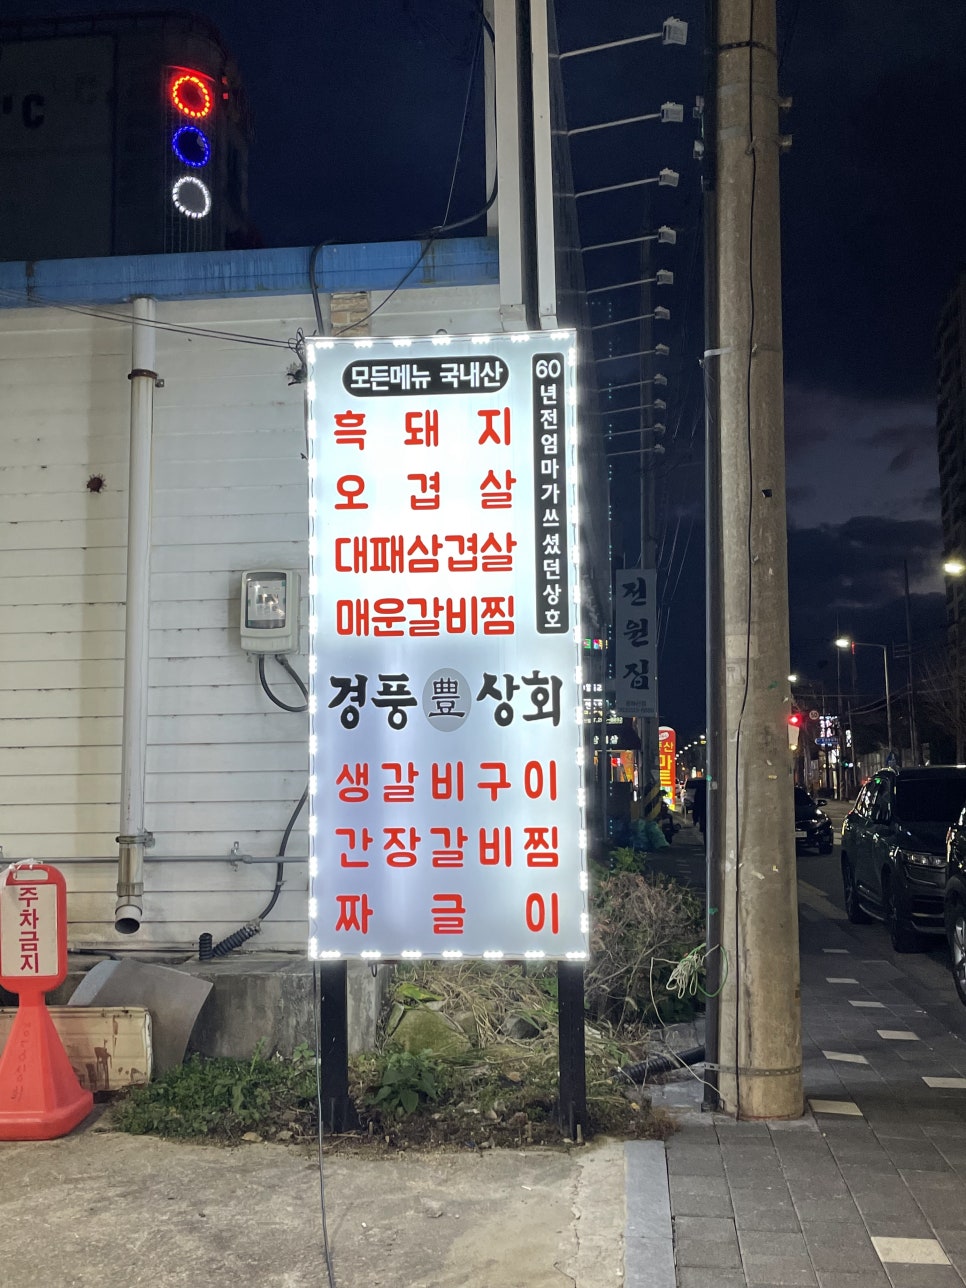 모든메뉴 국내산
60년전엄마가쓰셨던상호
흑돼지
오겹살
대패삼겹살
매운갈비찜
경풍 豊 상회
생갈비구이
간장갈비찜
짜글이
주차금지
전원집